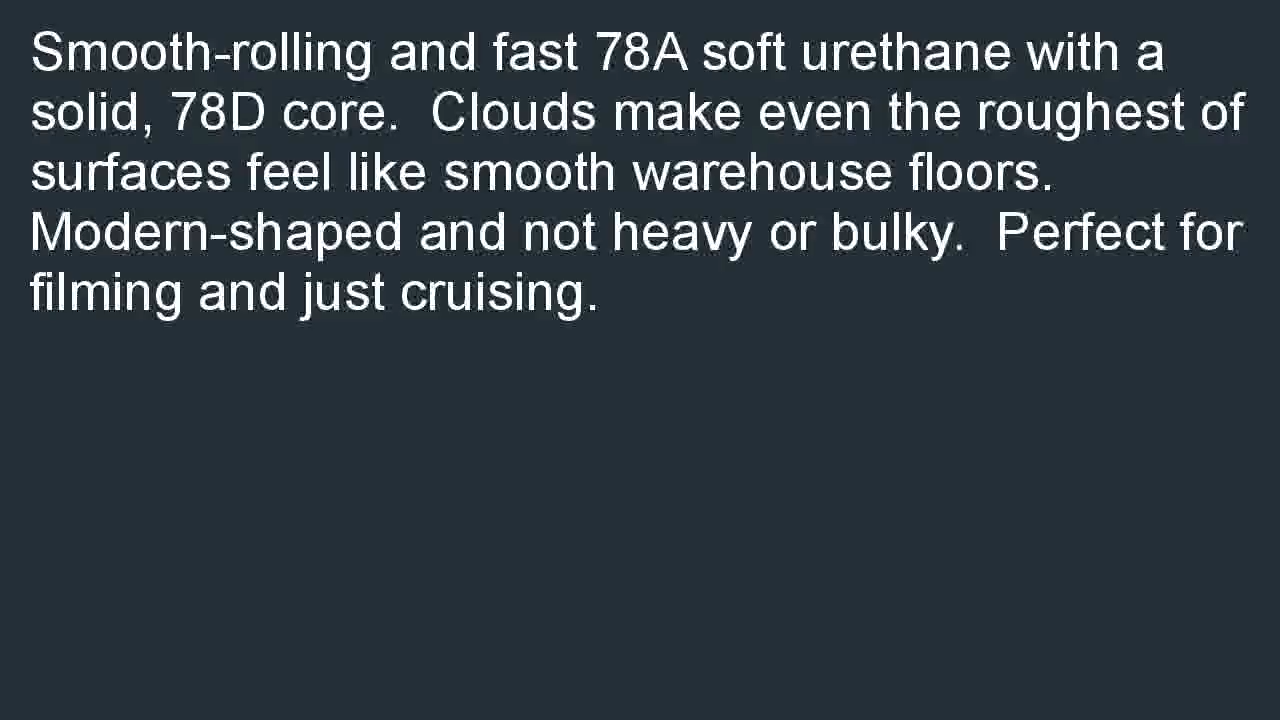 Smooth-rolling and fast 78A soft urethane with a
solid, 78D core.  Clouds make even the roughest of
surfaces feel like smooth warehouse floors.
Modern-shaped and not heavy or bulky.  Perfect for
filming and just cruising.